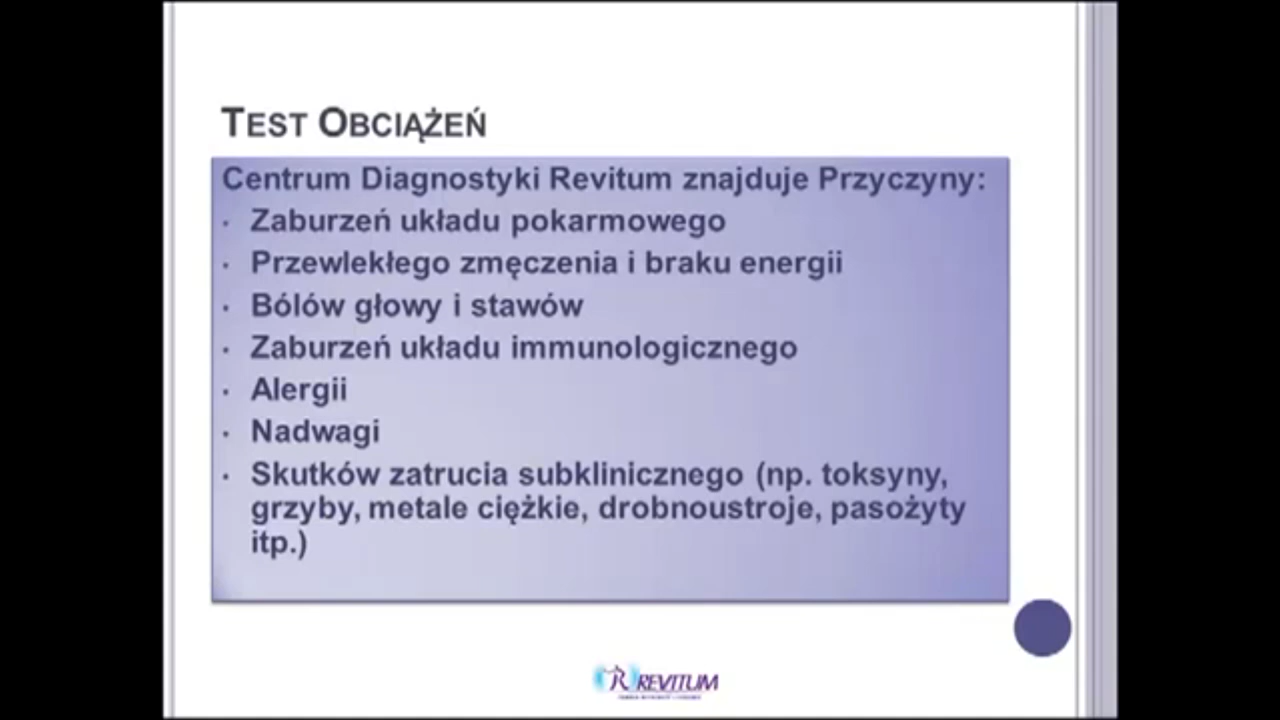 TEST OBCIĄŻEŃ
Centrum Diagnostyki Revitum znajduje Przyczyny:
· Zaburzeń układu pokarmowego
· Przewlekłego zmęczenia i braku energii
· Bólów głowy i stawów
· Zaburzeń układu immunologicznego
· Alergii
· Nadwagi
· Skutków zatrucia subklinicznego (np. toksyny,
grzyby, metale ciężkie, drobnoustroje, pasożyty
itp.)
REVITUM